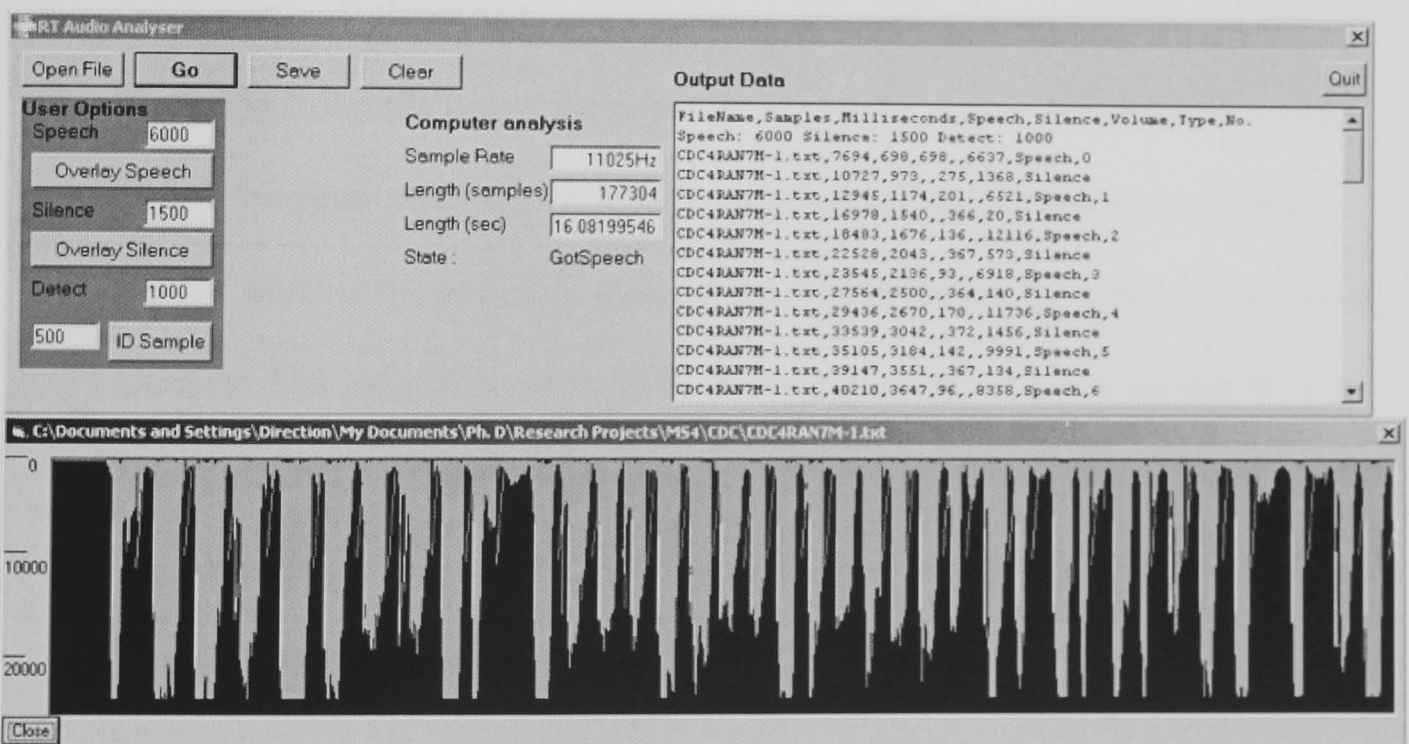 RT Audio Analyser
Open File Go Save Clear
Output Data
Quit
User Options
Speech 6000
Overlay Speech
Silence 1500
Overlay Silence
Detect 1000
500 ID Sample
Computer analysis
Sample Rate 11025Hz
Length (samples) 177304
Length (sec) 16.08199546
State : GotSpeech
FileName,Samples,Milliseconds,Speech,Silence,Volume,Type,No.
Speech: 6000 Silence: 1500 Detect: 1000
CDC4RAN7M-1.txt,7694,698,698,,6637,Speech,0
CDC4RAN7M-1.txt,10727,973,,275,1368,Silence
CDC4RAN7M-1.txt,12945,1174,201,,6521,Speech,1
CDC4RAN7M-1.txt,16978,1540,,366,20,Silence
CDC4RAN7M-1.txt,18483,1676,136,,12116,Speech,2
CDC4RAN7M-1.txt,22528,2043,,367,573,Silence
CDC4RAN7M-1.txt,23545,2136,93,,6918,Speech,3
CDC4RAN7M-1.txt,27564,2500,,364,140,Silence
CDC4RAN7M-1.txt,29436,2670,170,,11736,Speech,4
CDC4RAN7M-1.txt,33539,3042,,372,1456,Silence
CDC4RAN7M-1.txt,35105,3184,142,,9991,Speech,5
CDC4RAN7M-1.txt,39147,3551,,367,134,Silence
CDC4RAN7M-1.txt,40210,3647,96,,8358,Speech,6
C:\Documents and Settings\Direction\My Documents\Ph. D\Research Projects\MS4\CDC\CDC4RAN7M-1.txt
0
10000
20000
Close